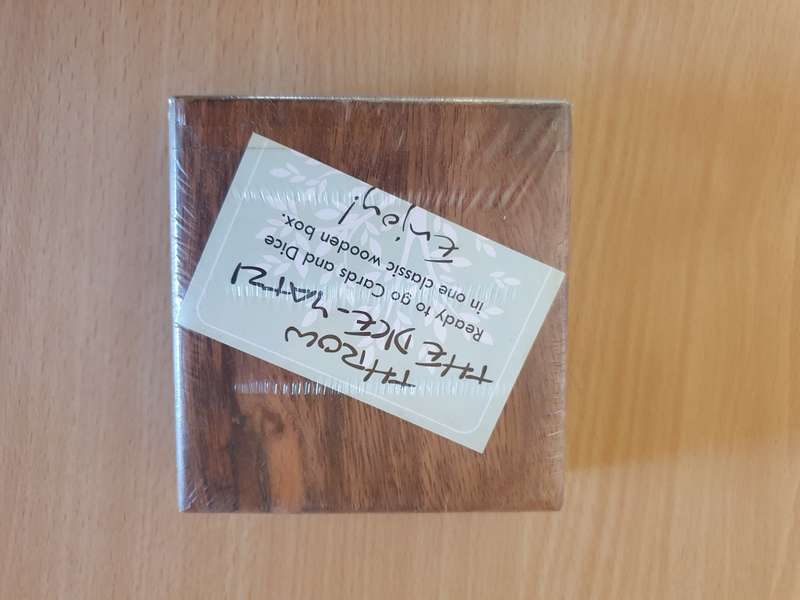 THROW
THE DICE - YATZI
Ready to go Cards and Dice
in one classic wooden box.
Enjoy!